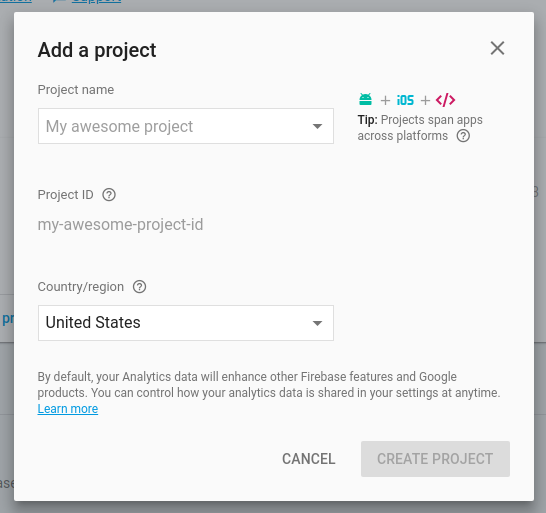 Support
Add a project
Project name
My awesome project
+ iOS + </>
Tip: Projects span apps
across platforms ?
Project ID ?
my-awesome-project-id
Country/region ?
United States
By default, your Analytics data will enhance other Firebase features and Google
products. You can control how your analytics data is shared in your settings at anytime.
Learn more
CANCEL
CREATE PROJECT